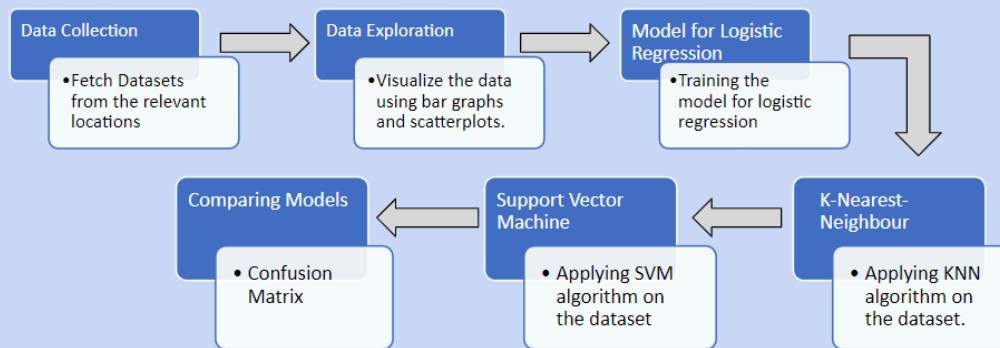 Data Collection
•Fetch Datasets
from the relevant
locations
Data Exploration
•Visualize the data
using bar graphs
and scatterplots.
Model for Logistic
Regression
•Training the
model for logistic
regression
K-Nearest-
Neighbour
• Applying KNN
algorithm on
the dataset.
Support Vector
Machine
• Applying SVM
algorithm on
the dataset
Comparing Models
• Confusion
Matrix